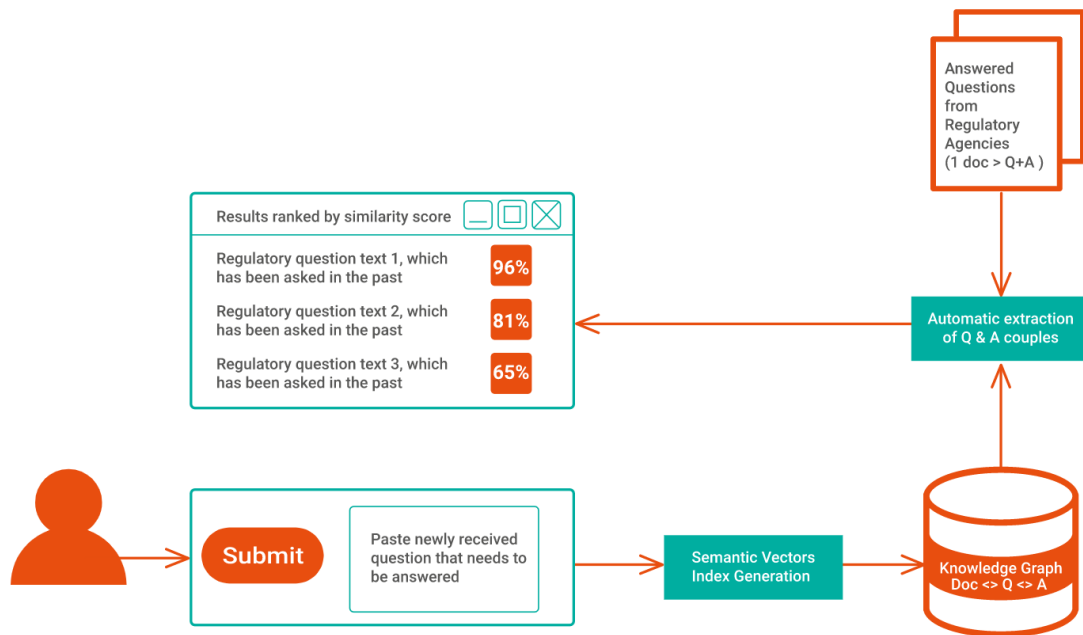 Answered
Questions
from
Regulatory
Agencies
(1 doc > Q+A )
Results ranked by similarity score
Regulatory question text 1, which
has been asked in the past
96%
Regulatory question text 2, which
has been asked in the past
81%
Regulatory question text 3, which
has been asked in the past
65%
Automatic extraction
of Q & A couples
Submit
Paste newly received
question that needs to
be answered
Semantic Vectors
Index Generation
Knowledge Graph
Doc <> Q <> A